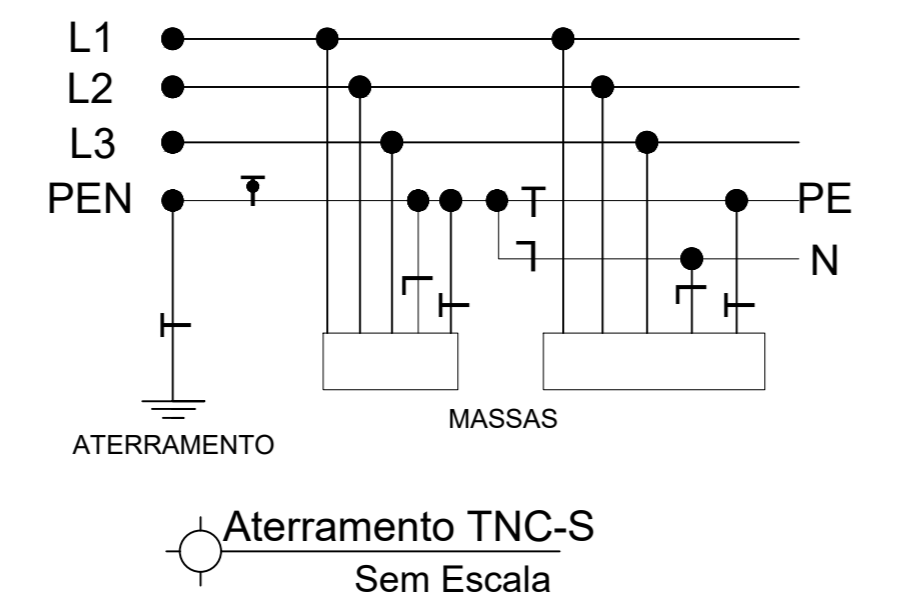 L1
L2
L3
PEN
PE
N
MASSAS
ATERRAMENTO
Aterramento TNC-S
Sem Escala